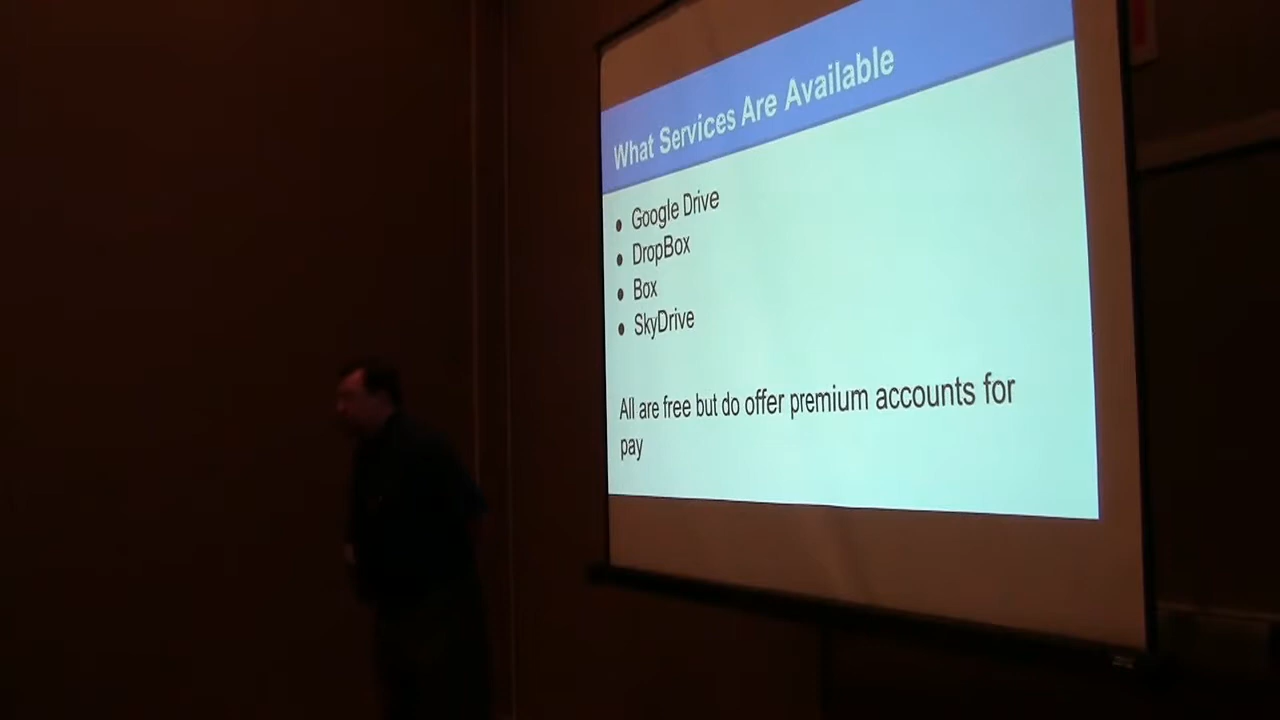 What Services Are Available
● Google Drive
● DropBox
● Box
● SkyDrive
All are free but do offer premium accounts for
pay